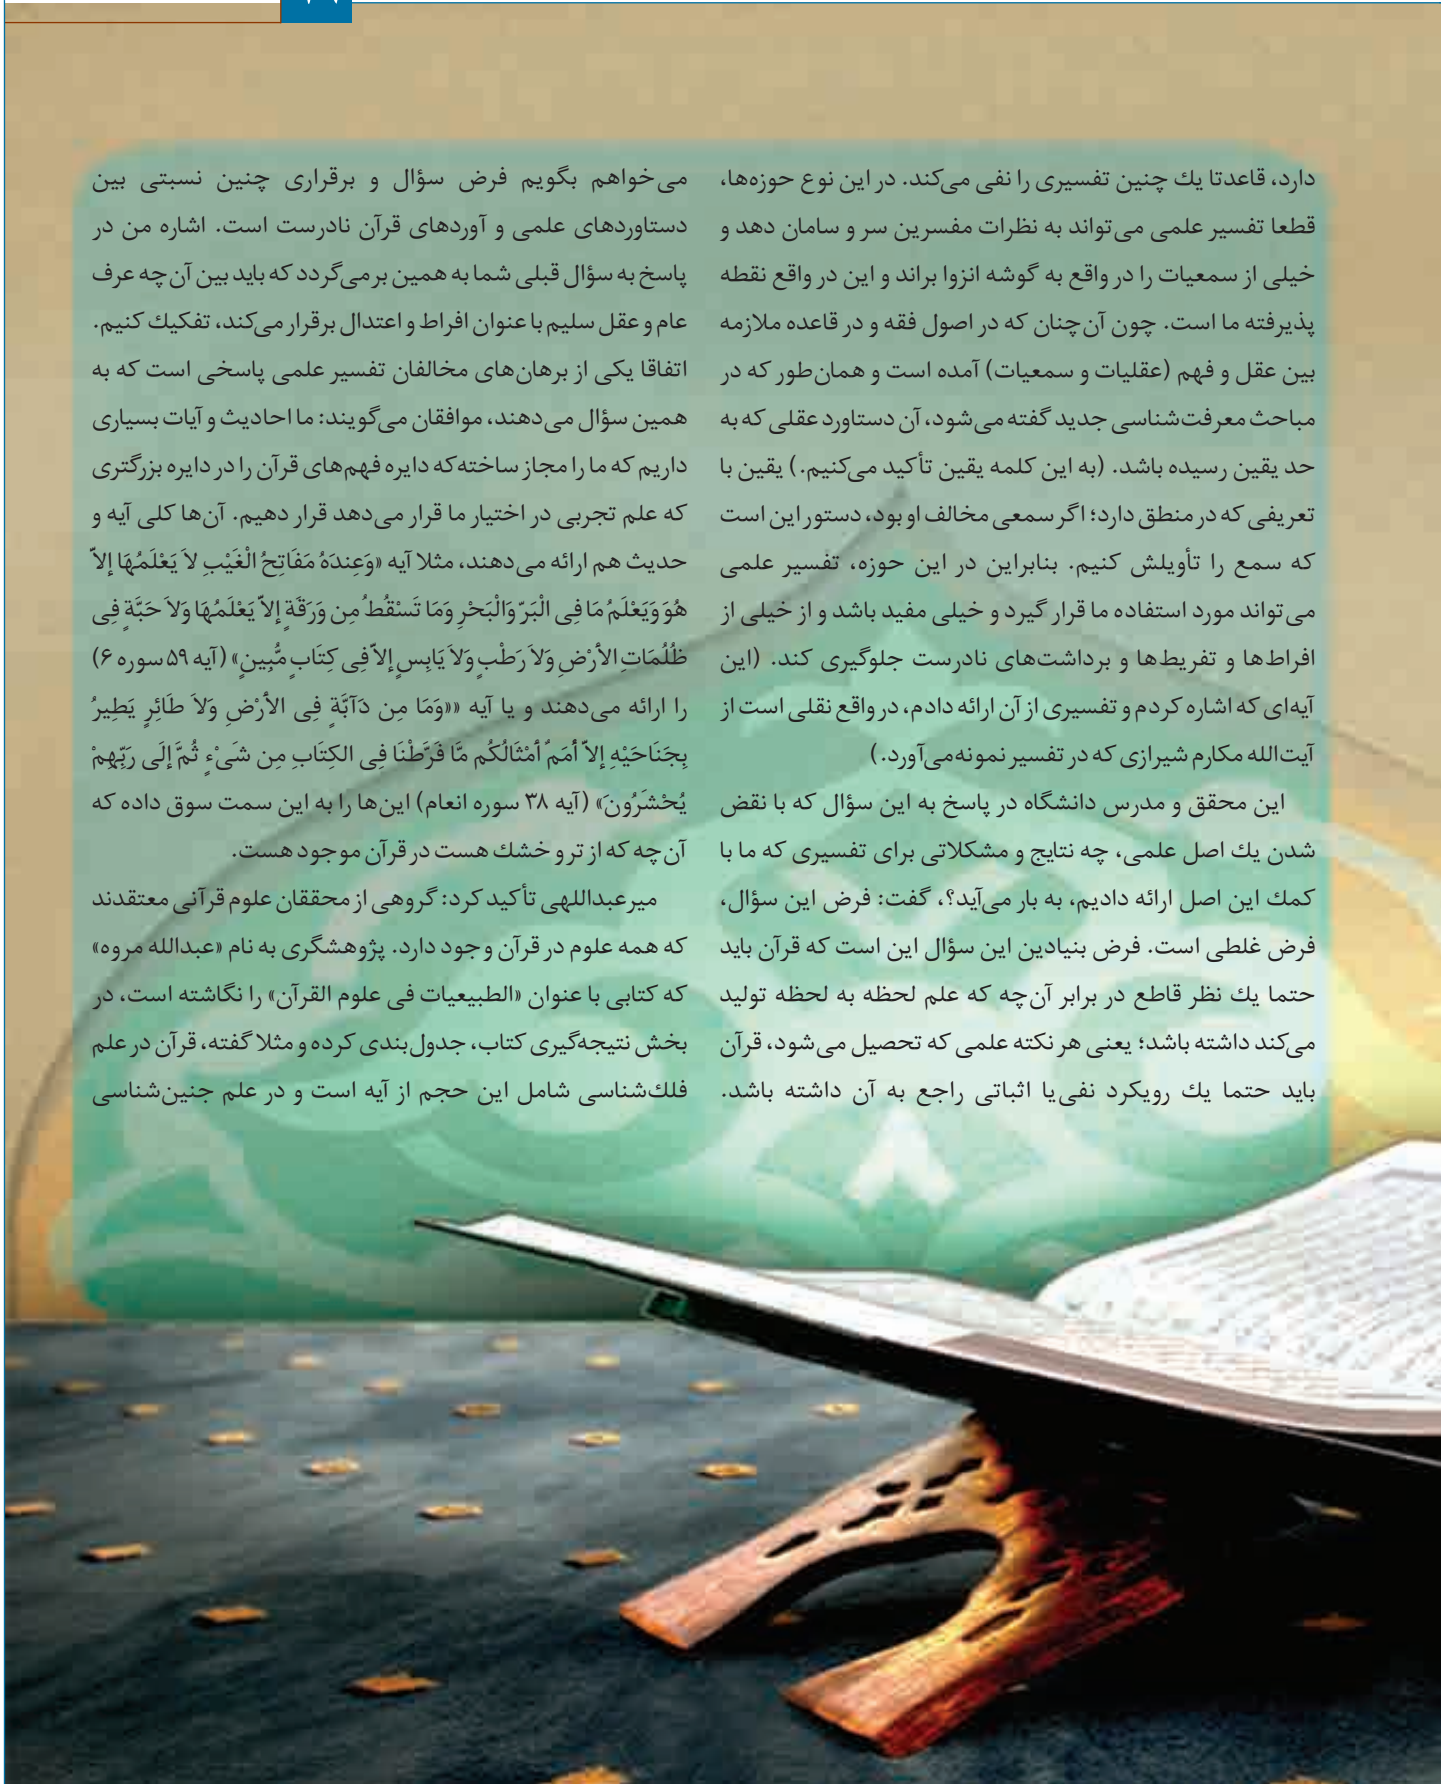 دارد، قاعدتا یك چنین تفسیری را نفی می‌کند. در این نوع حوزه‌ها،
قطعا تفسیر علمی می‌تواند به نظرات مفسرین سر و سامان دهد و
خیلی از سمعیات را در واقع به گوشه انزوا براند و این در واقع نقطه
پذیرفته ما است. چون آن‌چنان که در اصول فقه و در قاعده ملازمه
بین عقل و فهم (عقلیات و سمعیات) آمده است و همان‌طور که در
مباحث معرفت‌شناسی جدید گفته می‌شود، آن دستاورد عقلی که به
حد یقین رسیده باشد. (به این کلمه یقین تأکید می‌کنیم.) یقین با
تعریفی که در منطق دارد؛ اگر سمعی مخالف او بود، دستور این است
که سمع را تأویلش کنیم. بنابراین در این حوزه، تفسیر علمی
می‌تواند مورد استفاده ما قرار گیرد و خیلی مفید باشد و از خیلی از
افراط‌ها و تفریط‌ها و برداشت‌های نادرست جلوگیری کند. (این
آیه‌ای که اشاره کردم و تفسیری از آن ارائه دادم، در واقع نقلی است از
آیت‌الله مکارم شیرازی که در تفسیر نمونه می‌آورد.)
این محقق و مدرس دانشگاه در پاسخ به این سؤال که با نقض
شدن یك اصل علمی، چه نتایج و مشکلاتی برای تفسیری که ما با
کمك این اصل ارائه دادیم، به بار می‌آید؟، گفت: فرض این سؤال،
فرض غلطی است. فرض بنیادین این سؤال این است که قرآن باید
حتما یك نظر قاطع در برابر آن‌چه که علم لحظه به لحظه تولید
می‌کند داشته باشد؛ یعنی هر نکته علمی که تحصیل می‌شود، قرآن
باید حتما یك رویکرد نفی یا اثباتی راجع به آن داشته باشد.
می‌خواهم بگویم فرض سؤال و برقراری چنین نسبتی بین
دستاوردهای علمی و آوردهای قرآن نادرست است. اشاره من در
پاسخ به سؤال قبلی شما به همین برمی‌گردد که باید بین آن‌چه عرف
عام و عقل سلیم با عنوان افراط و اعتدال برقرار می‌کند، تفکیك کنیم.
اتفاقا یکی از برهان‌های مخالفان تفسیر علمی پاسخی است که به
همین سؤال می‌دهند، موافقان می‌گویند: ما احادیث و آیات بسیاری
داریم که ما را مجاز ساخته که دایره فهم‌های قرآن را در دایره بزرگتری
که علم تجربی در اختیار ما قرار می‌دهد قرار دهیم. آن‌ها کلی آیه و
حدیث هم ارائه می‌دهند، مثلا آیه «وَعِندَهُ مَفَاتِحُ الْغَیْبِ لاَ یَعْلَمُهَا إلاّ
هُوَ وَیَعْلَمُ مَا فِی الْبَرّ وَالْبَحْرِ وَمَا تَسْقُطُ مِن وَرَقَةٍ إلاّ یَعْلَمُهَا وَلاَ حَبَّةٍ فِی
ظُلُمَاتِ الأرْضِ وَلاَ رَطْبٍ وَلاَ یَابِسٍ إلاّ فِی کِتَابٍ مُّبِینٍ» (آیه ۵۹ سوره ۶)
را ارائه می‌دهند و یا آیه ««وَمَا مِن دَآبَّةٍ فِی الأرْضِ وَلاَ طَائِرٍ یَطِیرُ
بِجَنَاحَیْهِ إلاّ أُمَمٌ أمْثَالُکُم مَّا فَرَّطْنَا فِی الکِتَابِ مِن شَیْءٍ ثُمَّ إلَی رَبِّهِمْ
یُحْشَرُونَ» (آیه ۳۸ سوره انعام) این‌ها را به این سمت سوق داده که
آن‌چه که از تر و خشك هست در قرآن موجود هست.
میرعبداللهی تأکید کرد: گروهی از محققان علوم قرآنی معتقدند
که همه علوم در قرآن وجود دارد. پژوهشگری به نام «عبدالله مروه»
که کتابی با عنوان «الطبیعیات فی علوم القرآن» را نگاشته است، در
بخش نتیجه‌گیری کتاب، جدول‌بندی کرده و مثلا گفته، قرآن در علم
فلك‌شناسی شامل این حجم از آیه است و در علم جنین‌شناسی